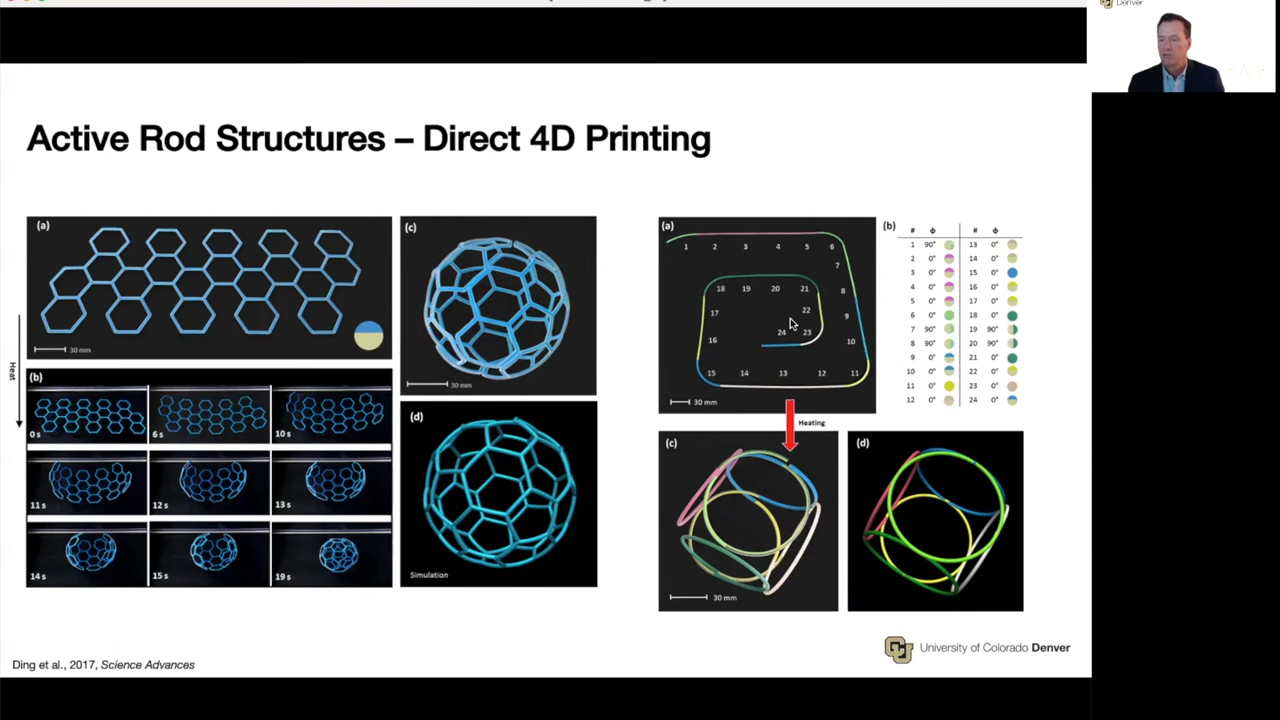 Denver
Active Rod Structures – Direct 4D Printing
(a)
30 mm
Heat
(b)
0 s
6 s
10 s
11 s
12 s
13 s
14 s
15 s
19 s
(c)
30 mm
(d)
Simulation
(a)
1 2 3 4 5 6
7
18 19 20 21 8
17 22 9
24 23
16 10
15 14 13 12 11
30 mm
Heating
(b)
# ϕ # ϕ
1 90° 13 0°
2 0° 14 0°
3 0° 15 0°
4 0° 16 0°
5 0° 17 0°
6 0° 18 0°
7 90° 19 90°
8 90° 20 90°
9 0° 21 0°
10 0° 22 0°
11 0° 23 0°
12 0° 24 0°
(c)
30 mm
(d)
CU University of Colorado Denver
Ding et al., 2017, Science Advances